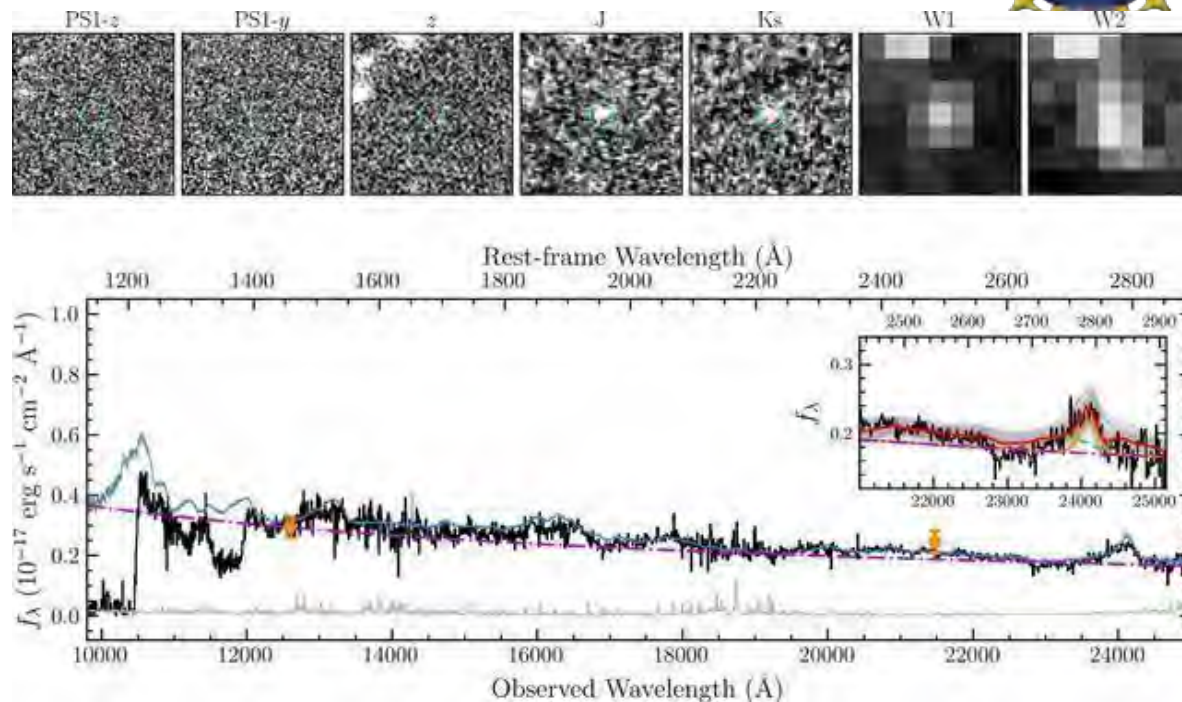 PS1-z PS1-y z J Ks W1 W2
Rest-frame Wavelength (Å)
1200 1400 1600 1800 2000 2200 2400 2600 2800
1.0
0.8
0.6
0.4
0.2
0.0
fλ (10⁻¹⁷ erg s⁻¹ cm⁻² Å⁻¹)
2500 2600 2700 2800 2900
0.3
0.2
fλ
22000 23000 24000 25000
10000 12000 14000 16000 18000 20000 22000 24000
Observed Wavelength (Å)